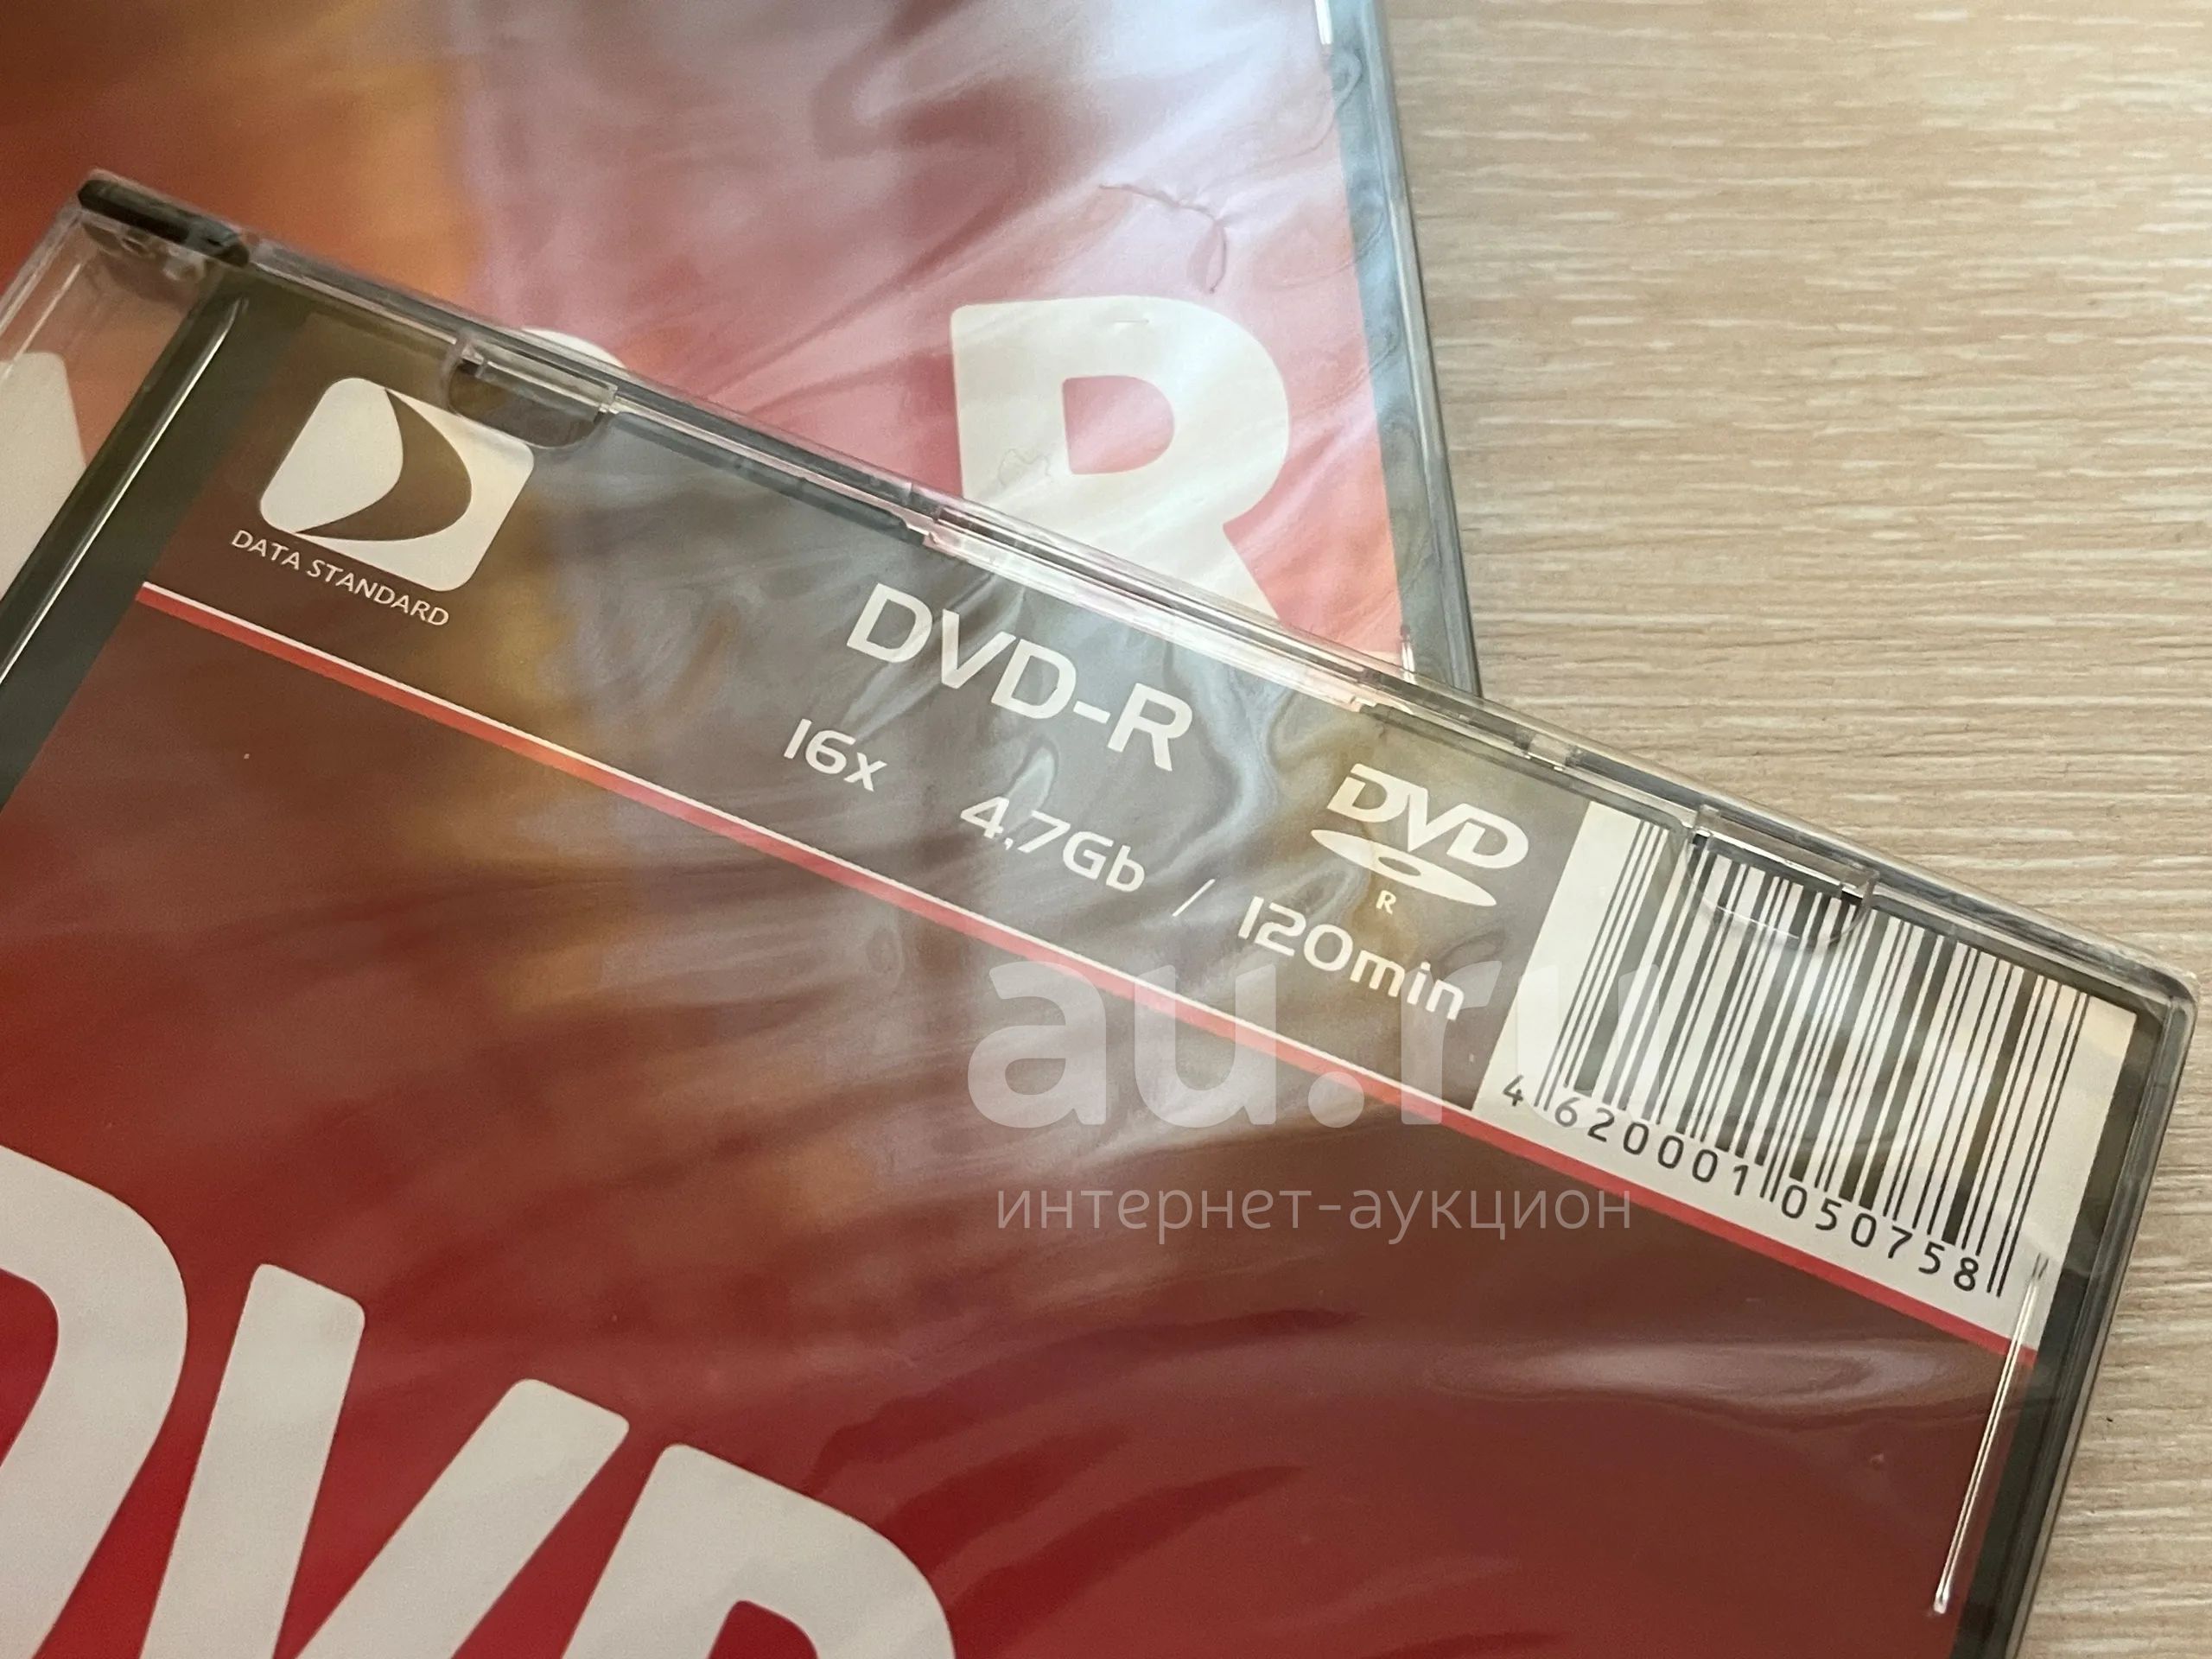 R
DATA STANDARD
DVD-R
16x 4,7Gb / 120min
DVD
R
4 620001 050758
au.ru
интернет-аукцион
DVD